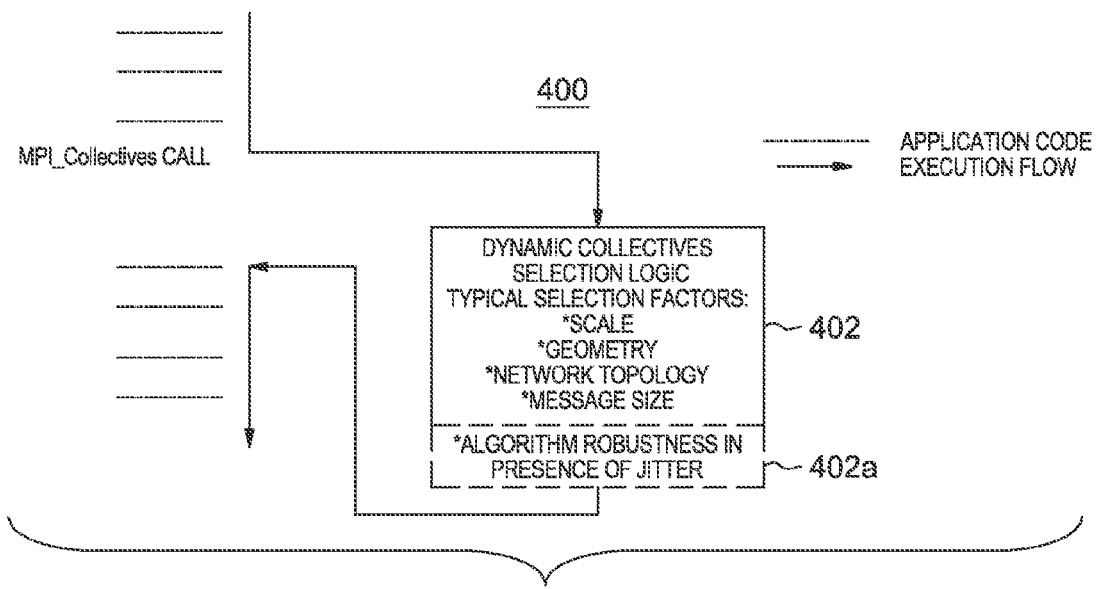 400
MPI_Collectives CALL
APPLICATION CODE
EXECUTION FLOW
DYNAMIC COLLECTIVES
SELECTION LOGIC
TYPICAL SELECTION FACTORS:
*SCALE
*GEOMETRY
*NETWORK TOPOLOGY
*MESSAGE SIZE
402
*ALGORITHM ROBUSTNESS IN
PRESENCE OF JITTER
402a